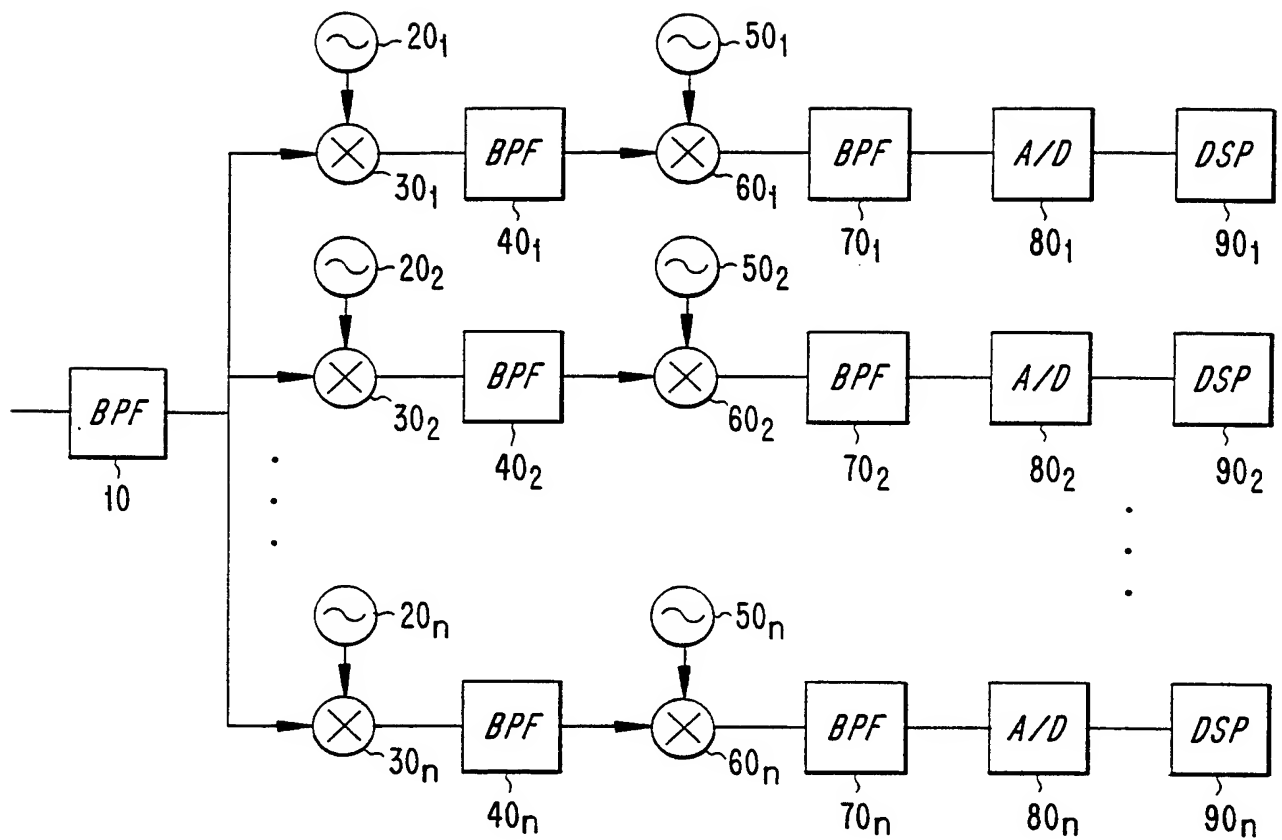 20₁ 50₁
BPF BPF A/D DSP
30₁ 60₁
40₁ 70₁ 80₁ 90₁
20₂ 50₂
BPF BPF A/D DSP
BPF
30₂ 60₂
40₂ 70₂ 80₂ 90₂
10
20ₙ 50ₙ
BPF BPF A/D DSP
30ₙ 60ₙ
40ₙ 70ₙ 80ₙ 90ₙ